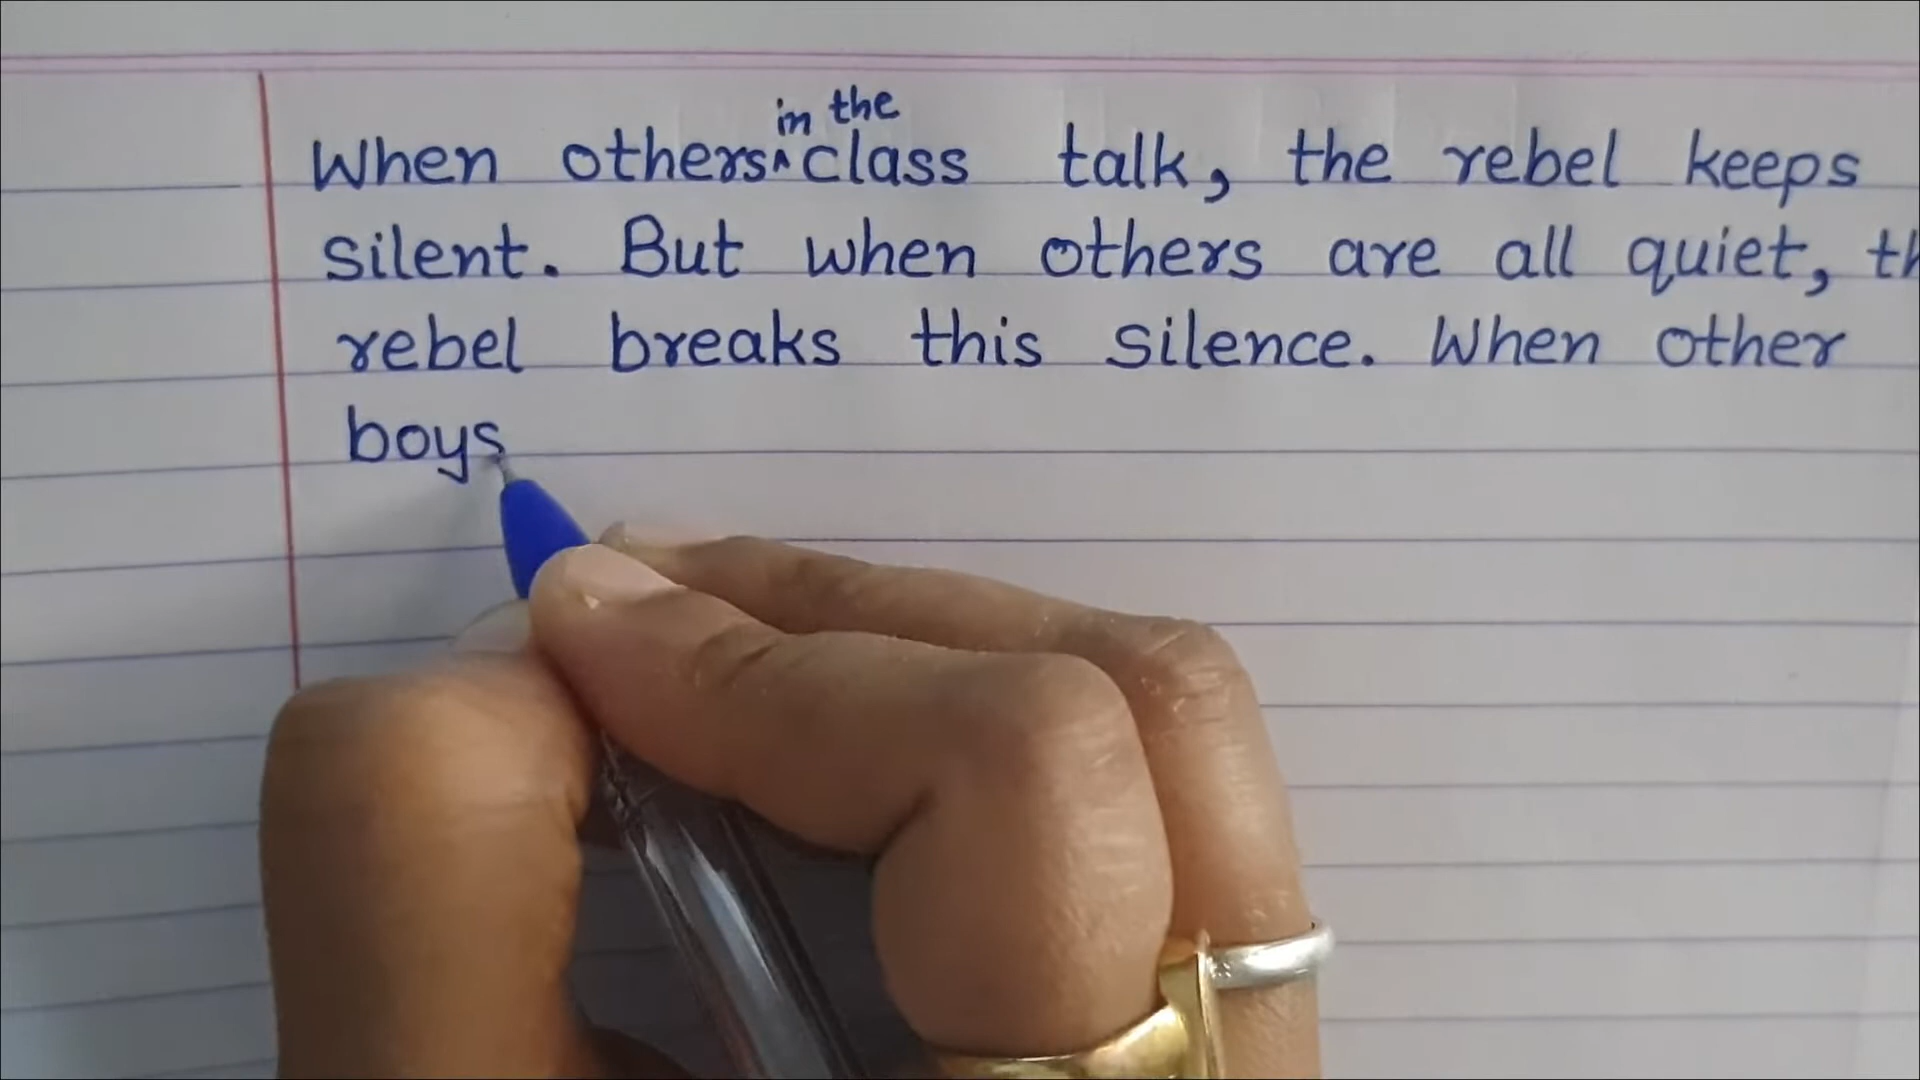 When others ^ in the class talk, the rebel keeps
silent. But when others are all quiet, th
rebel breaks this silence. When other
boys